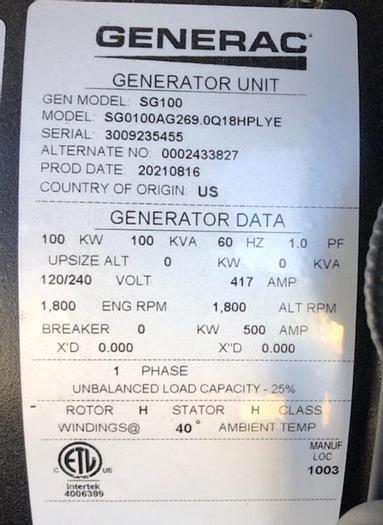 GENERAC
GENERATOR UNIT
GEN MODEL: SG100
MODEL: SG0100AG269.0Q18HPLYE
SERIAL: 3009235455
ALTERNATE NO: 0002433827
PROD DATE: 20210816
COUNTRY OF ORIGIN: US
GENERATOR DATA
100 KW 100 KVA 60 HZ 1.0 PF
UPSIZE ALT 0 KW 0 KVA
120/240 VOLT 417 AMP
1,800 ENG RPM 1,800 ALT RPM
BREAKER 0 KW 500 AMP
X'D 0.000 X"D 0.000
1 PHASE
UNBALANCED LOAD CAPACITY - 25%
ROTOR H STATOR H CLASS
WINDINGS@ 40° AMBIENT TEMP
C ETL US
Intertek
4006399
MANUF
LOC
1003